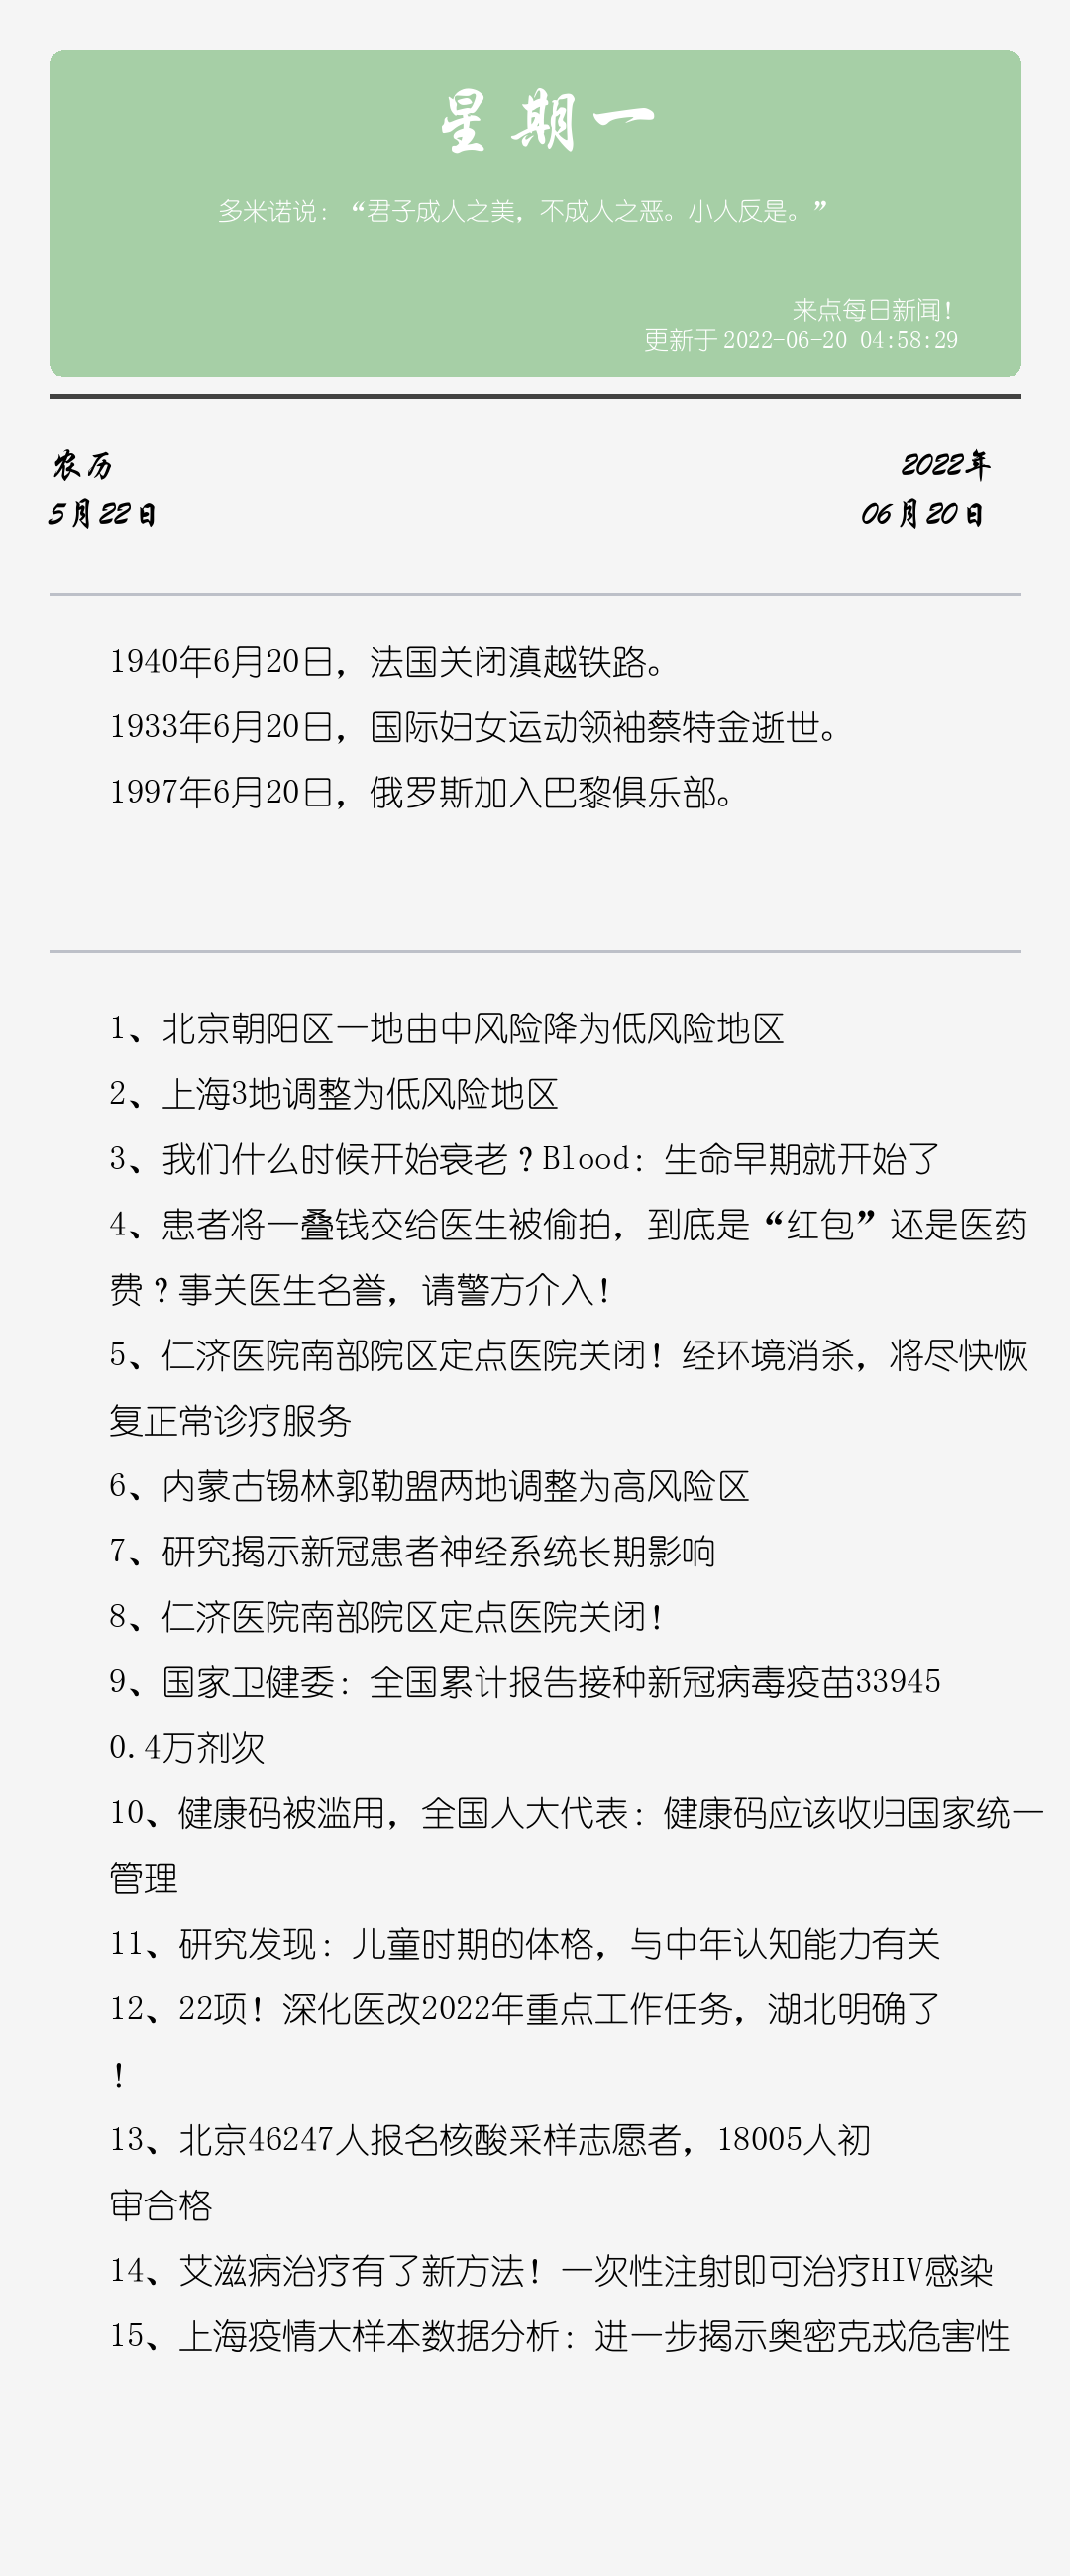 星期一
多米诺说：“君子成人之美，不成人之恶。小人反是。”
来点每日新闻！
更新于 2022-06-20 04:58:29
农历
2022年
5月22日
06月20日
1940年6月20日，法国关闭滇越铁路。
1933年6月20日，国际妇女运动领袖蔡特金逝世。
1997年6月20日，俄罗斯加入巴黎俱乐部。
1、北京朝阳区一地由中风险降为低风险地区
2、上海3地调整为低风险地区
3、我们什么时候开始衰老？Blood：生命早期就开始了
4、患者将一叠钱交给医生被偷拍，到底是“红包”还是医药
费？事关医生名誉，请警方介入！
5、仁济医院南部院区定点医院关闭！经环境消杀，将尽快恢
复正常诊疗服务
6、内蒙古锡林郭勒盟两地调整为高风险区
7、研究揭示新冠患者神经系统长期影响
8、仁济医院南部院区定点医院关闭！
9、国家卫健委：全国累计报告接种新冠病毒疫苗33945
0.4万剂次
10、健康码被滥用，全国人大代表：健康码应该收归国家统一
管理
11、研究发现：儿童时期的体格，与中年认知能力有关
12、22项！深化医改2022年重点工作任务，湖北明确了
！
13、北京46247人报名核酸采样志愿者，18005人初
审合格
14、艾滋病治疗有了新方法！一次性注射即可治疗HIV感染
15、上海疫情大样本数据分析：进一步揭示奥密克戎危害性